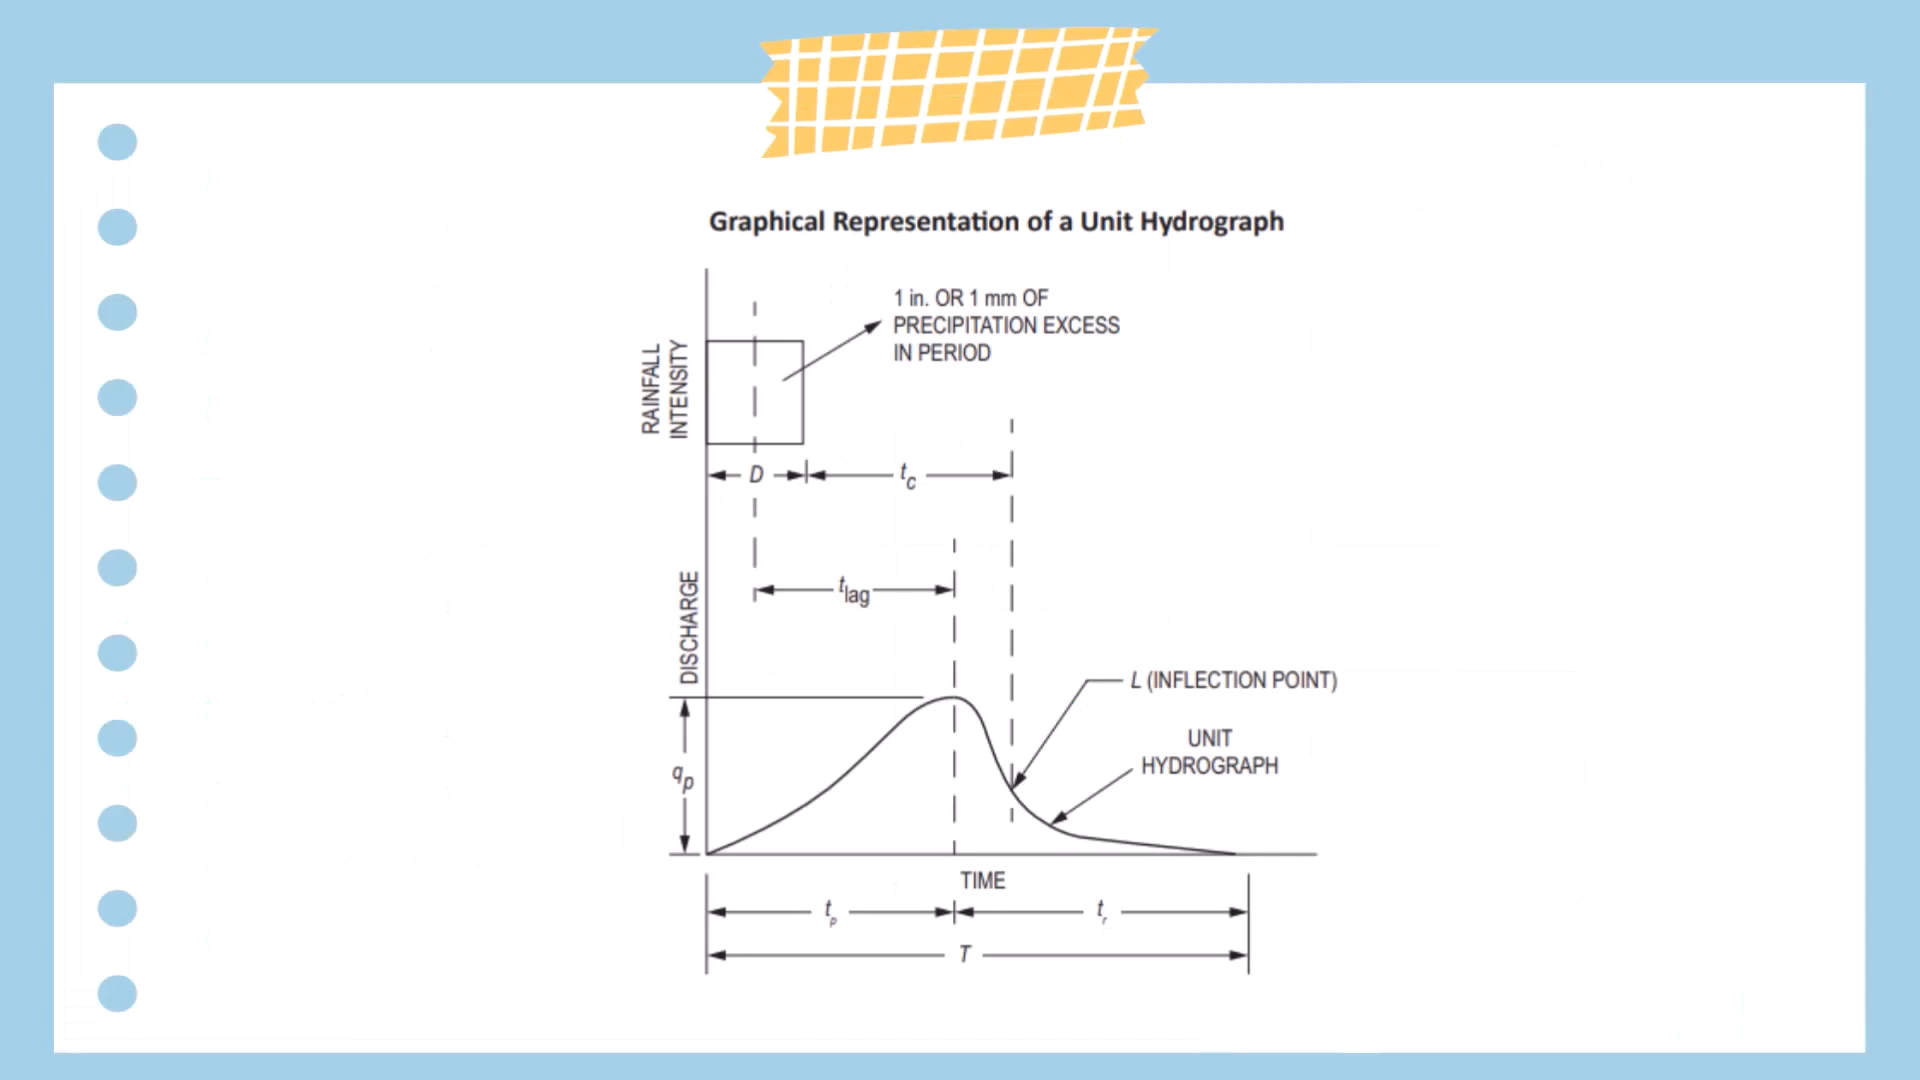 Graphical Representation of a Unit Hydrograph
1 in. OR 1 mm OF
PRECIPITATION EXCESS
IN PERIOD
RAINFALL
INTENSITY
D
tc
tlag
DISCHARGE
L (INFLECTION POINT)
UNIT
HYDROGRAPH
qp
TIME
tp
tr
T